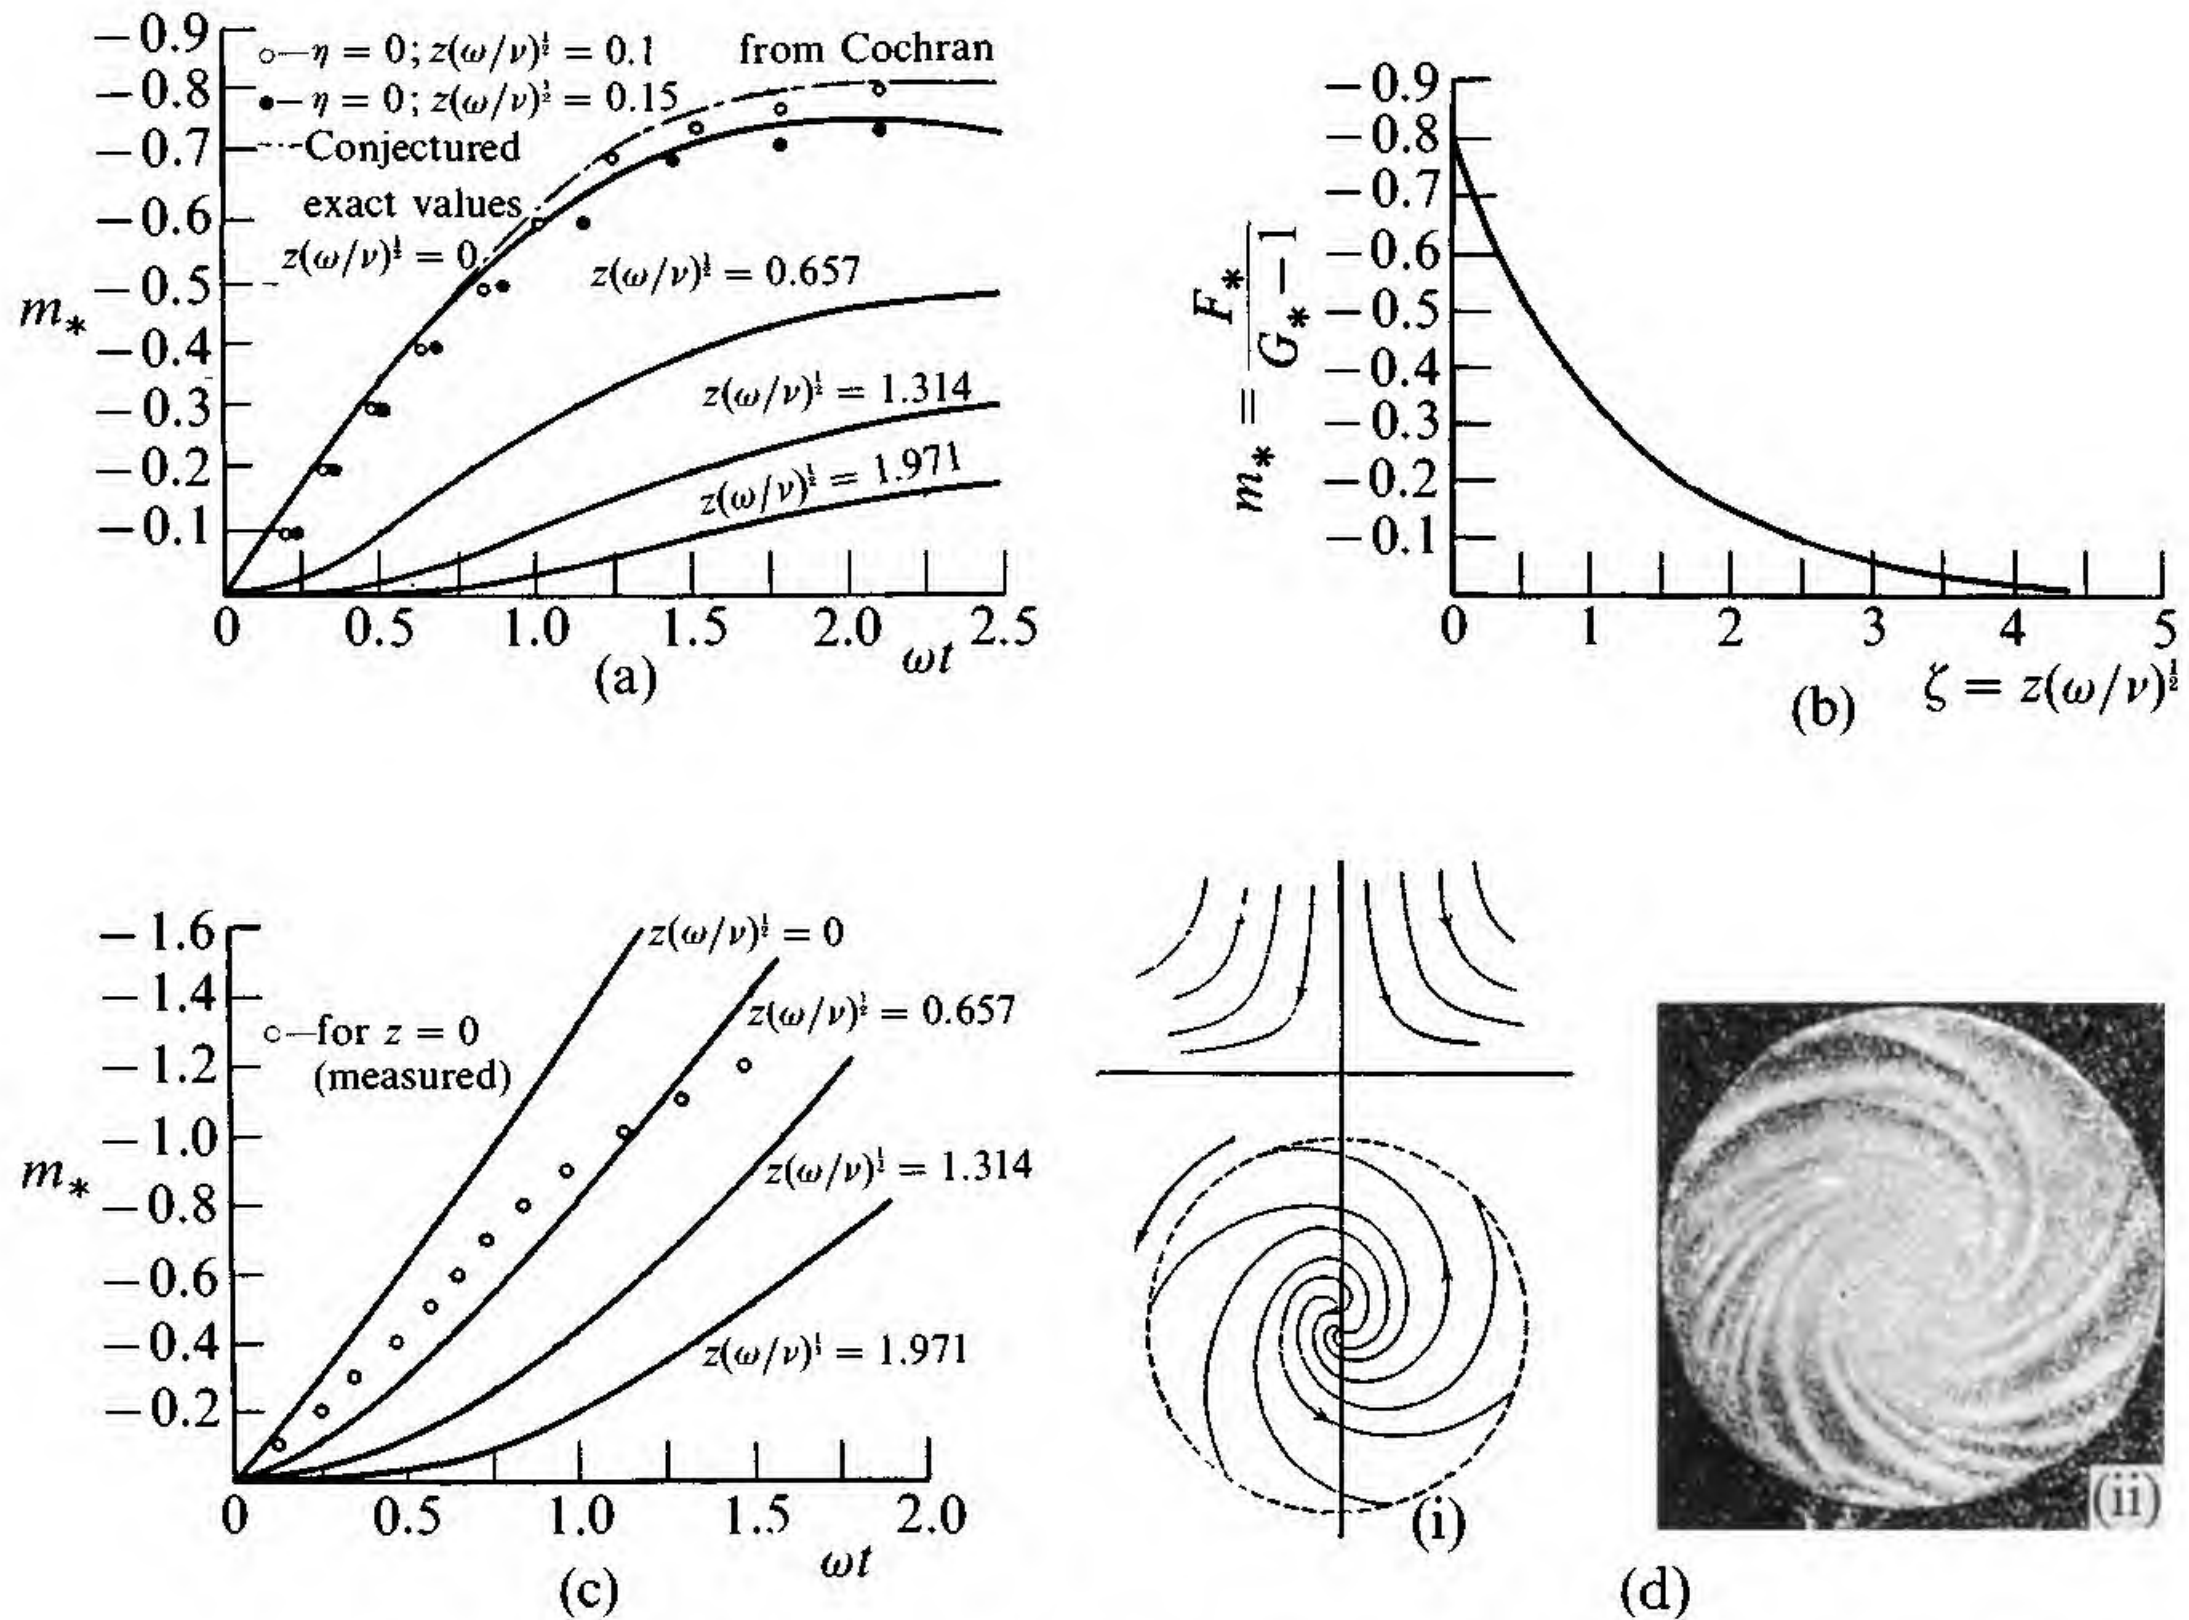 −0.9
−0.8
−0.7
−0.6
−0.5
−0.4
−0.3
−0.2
−0.1
m*
○—η = 0; z(ω/ν)^½ = 0.1
●—η = 0; z(ω/ν)^½ = 0.15
-··-Conjectured
exact values
z(ω/ν)^½ = 0
from Cochran
z(ω/ν)^½ = 0.657
z(ω/ν)^½ = 1.314
z(ω/ν)^½ = 1.971
0 0.5 1.0 1.5 2.0 2.5
ωt
(a)
−0.9
−0.8
−0.7
−0.6
−0.5
−0.4
−0.3
−0.2
−0.1
m* = F*/(G*−1)
0 1 2 3 4 5
ζ = z(ω/ν)^½
(b)
−1.6
−1.4
−1.2
−1.0
−0.8
−0.6
−0.4
−0.2
m*
○—for z = 0
(measured)
z(ω/ν)^½ = 0
z(ω/ν)^½ = 0.657
z(ω/ν)^½ = 1.314
z(ω/ν)^½ = 1.971
0 0.5 1.0 1.5 2.0
ωt
(c)
(i)
(ii)
(d)